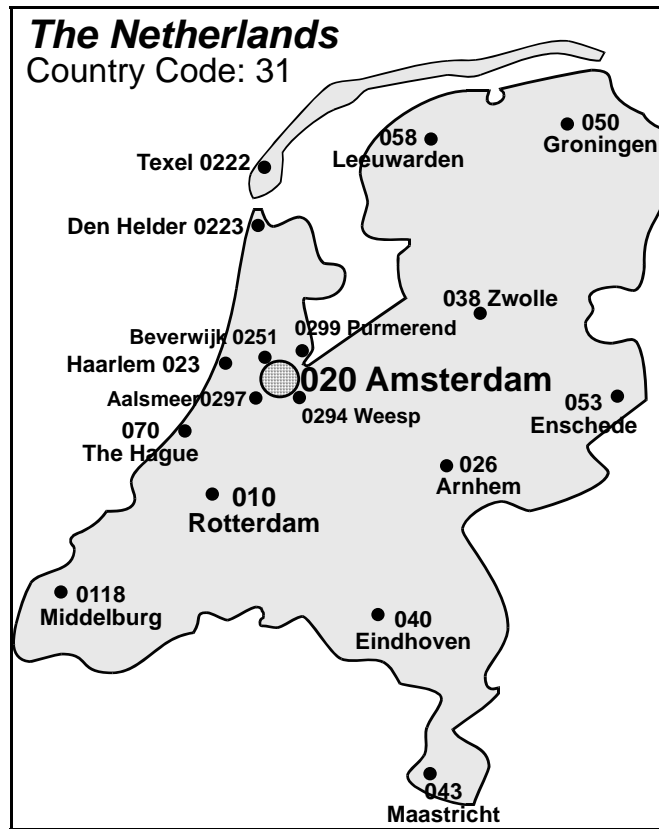 The Netherlands
Country Code: 31
050
Groningen
058
Leeuwarden
Texel 0222
Den Helder 0223
038 Zwolle
0299 Purmerend
Beverwijk 0251
Haarlem 023
020 Amsterdam
Aalsmeer0297
0294 Weesp
053
Enschede
070
The Hague
026
Arnhem
010
Rotterdam
0118
Middelburg
040
Eindhoven
043
Maastricht